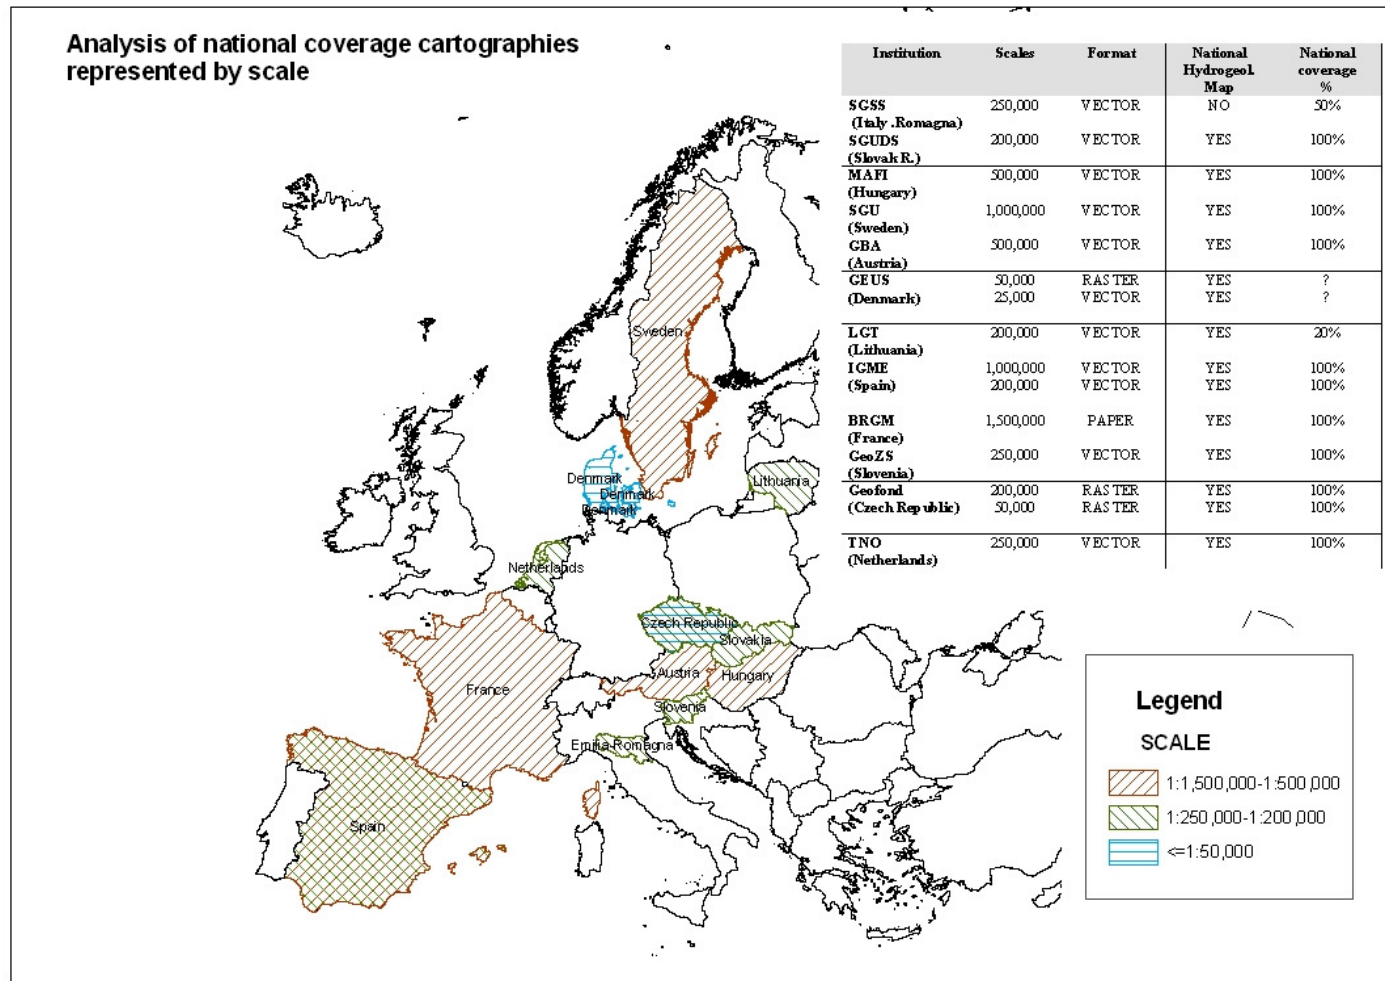 Analysis of national coverage cartographies
represented by scale
Institution Scales Format National Hydrogeol. Map National coverage %
SGSS 250,000 VECTOR NO 50%
(Italy .Romagna)
SGUDS 200,000 VECTOR YES 100%
(Slovak R.)
MAFI 500,000 VECTOR YES 100%
(Hungary)
SGU 1,000,000 VECTOR YES 100%
(Sweden)
GBA 500,000 VECTOR YES 100%
(Austria)
GEUS 50,000 RASTER YES ?
(Denmark) 25,000 VECTOR YES ?
LGT 200,000 VECTOR YES 20%
(Lithuania)
IGME 1,000,000 VECTOR YES 100%
(Spain) 200,000 VECTOR YES 100%
BRGM 1,500,000 PAPER YES 100%
(France)
GeoZS 250,000 VECTOR YES 100%
(Slovenia)
Geofond 200,000 RASTER YES 100%
(Czech Republic) 50,000 RASTER YES 100%
TNO 250,000 VECTOR YES 100%
(Netherlands)
Sweden
Denmark
Denmark
Denmark
Lithuania
Netherlands
Czech Republic
Slovakia
Austria
Hungary
France
Slovenia
Emilia-Romagna
Spain
Legend
SCALE
1:1,500,000-1:500,000
1:250,000-1:200,000
<=1:50,000